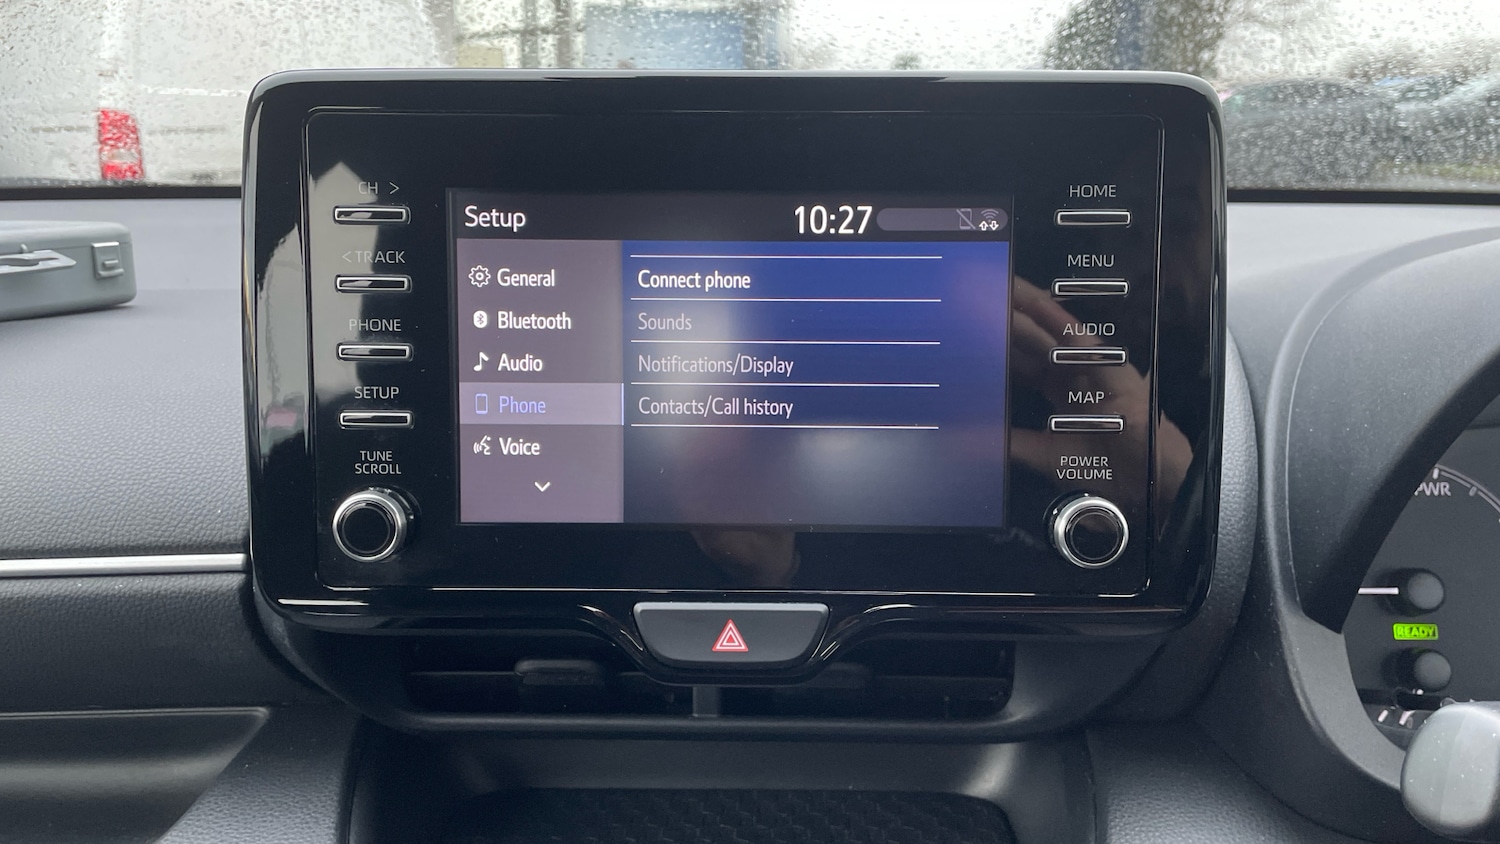 CH >
< TRACK
PHONE
SETUP
TUNE
SCROLL
Setup
10:27
General
Bluetooth
Audio
Phone
Voice
Connect phone
Sounds
Notifications/Display
Contacts/Call history
HOME
MENU
AUDIO
MAP
POWER
VOLUME
PWR
READY